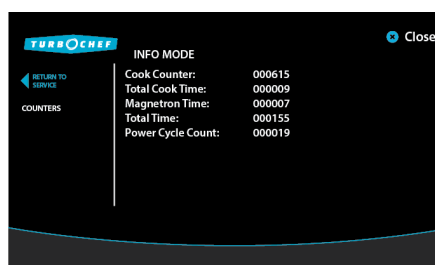 TURBOCHEF
Close
INFO MODE
RETURN TO
SERVICE
COUNTERS
Cook Counter: 000615
Total Cook Time: 000009
Magnetron Time: 000007
Total Time: 000155
Power Cycle Count: 000019